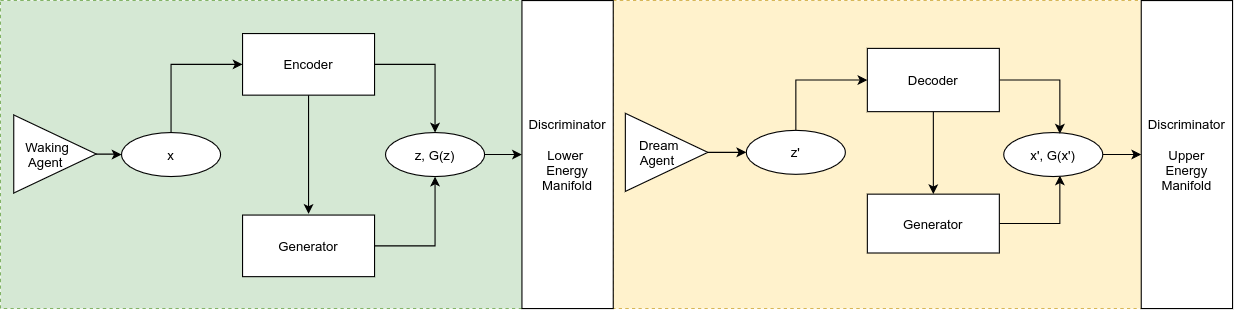 Waking
Agent
x
Encoder
Generator
z, G(z)
Discriminator
Lower
Energy
Manifold
Dream
Agent
z'
Decoder
Generator
x', G(x')
Discriminator
Upper
Energy
Manifold